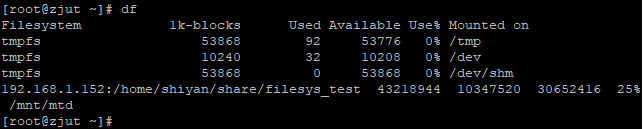 [root@zjut ~]# df
Filesystem           1k-blocks      Used Available Use% Mounted on
tmpfs                    53868        92     53776   0% /tmp
tmpfs                    10240        32     10208   0% /dev
tmpfs                    53868         0     53868   0% /dev/shm
192.168.1.152:/home/shiyan/share/filesys_test  43218944  10347520  30652416  25%
 /mnt/mtd
[root@zjut ~]#